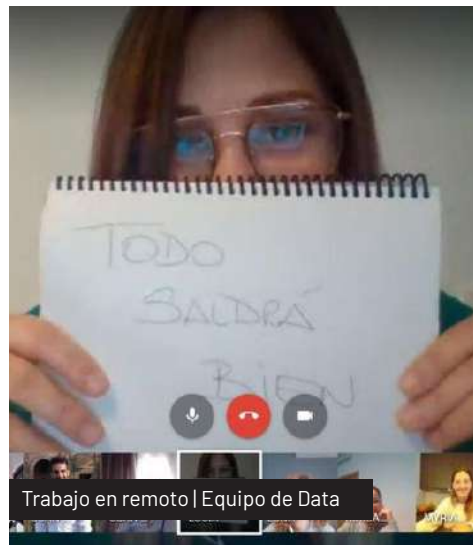 TODO
SALDRÁ
BIEN
Trabajo en remoto | Equipo de Data